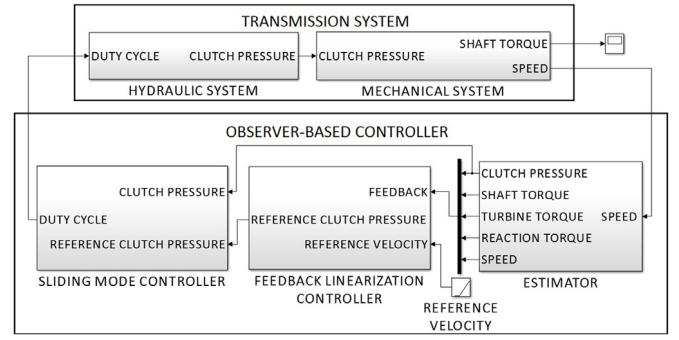 TRANSMISSION SYSTEM
DUTY CYCLE CLUTCH PRESSURE
HYDRAULIC SYSTEM
CLUTCH PRESSURE
SHAFT TORQUE
SPEED
MECHANICAL SYSTEM
OBSERVER-BASED CONTROLLER
CLUTCH PRESSURE
DUTY CYCLE
REFERENCE CLUTCH PRESSURE
SLIDING MODE CONTROLLER
FEEDBACK
REFERENCE CLUTCH PRESSURE
REFERENCE VELOCITY
FEEDBACK LINEARIZATION
CONTROLLER
CLUTCH PRESSURE
SHAFT TORQUE
TURBINE TORQUE SPEED
REACTION TORQUE
SPEED
ESTIMATOR
REFERENCE
VELOCITY